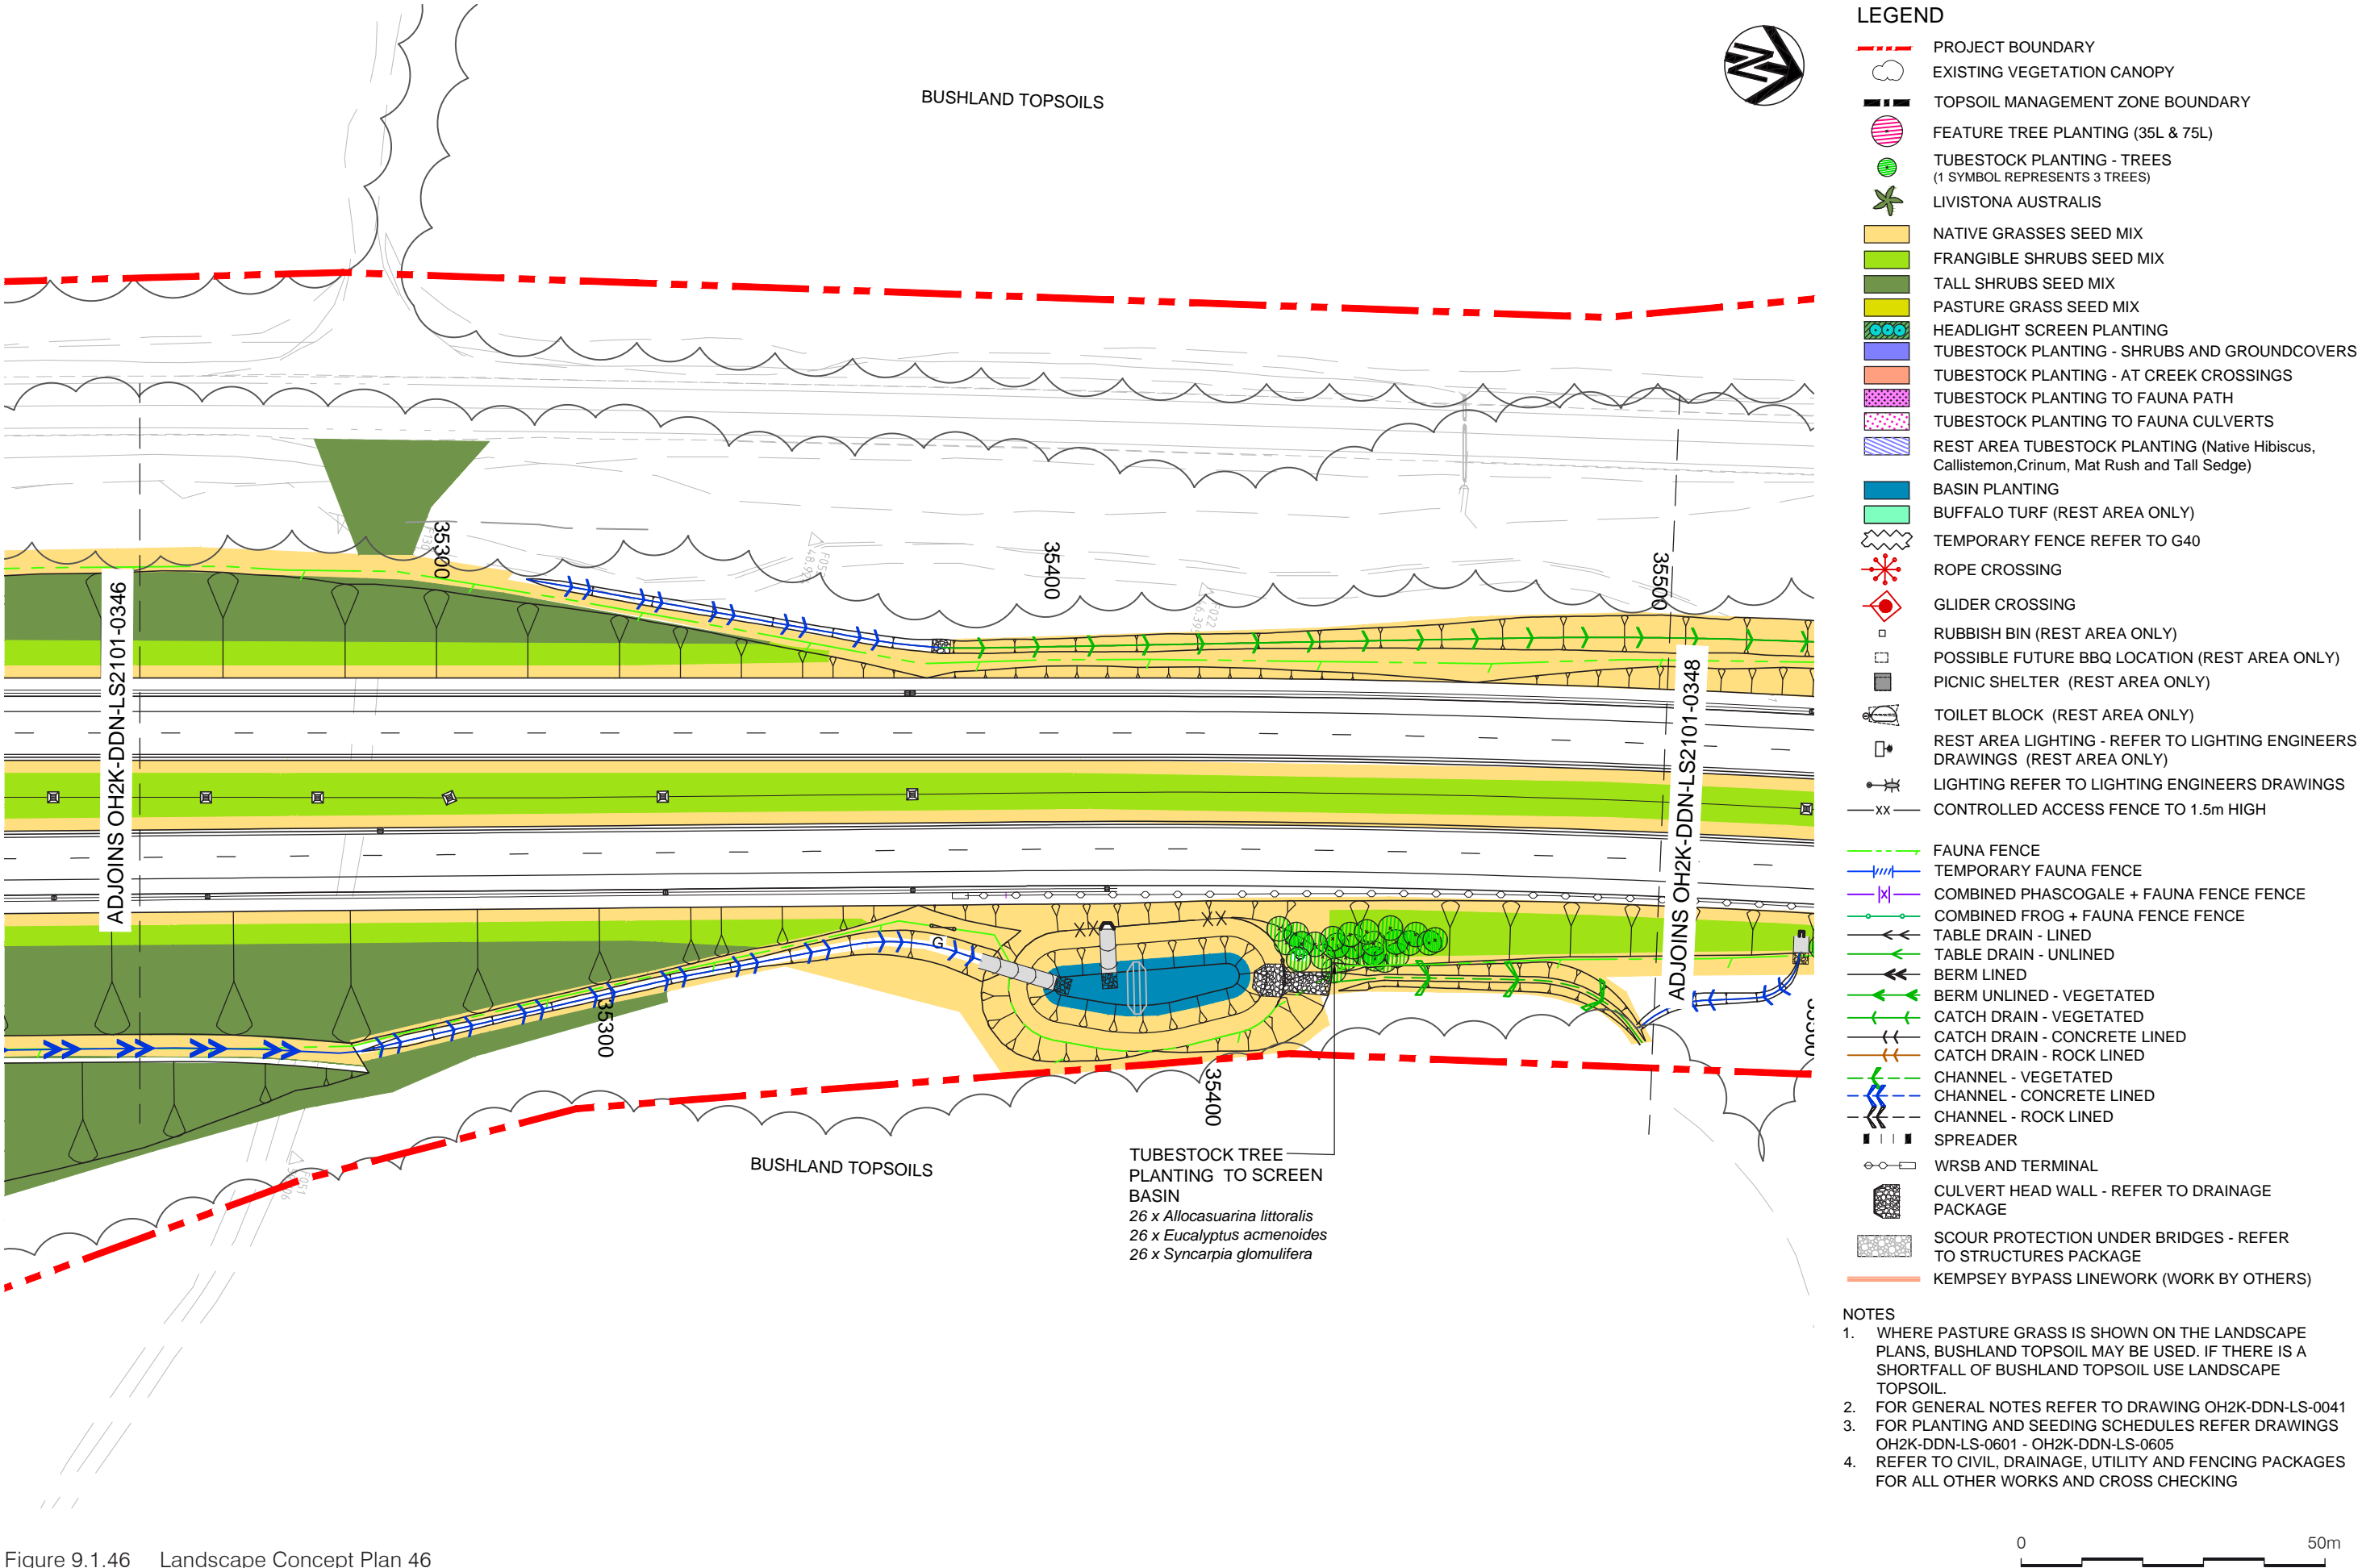 BUSHLAND TOPSOILS
ADJOINS OH2K-DDN-LS2101-0346
35300
35400
35500
ADJOINS OH2K-DDN-LS2101-0348
G
XX
XX
35300
35400
BUSHLAND TOPSOILS
TUBESTOCK TREE
PLANTING TO SCREEN
BASIN
26 x Allocasuarina littoralis
26 x Eucalyptus acmenoides
26 x Syncarpia glomulifera
LEGEND
PROJECT BOUNDARY
EXISTING VEGETATION CANOPY
TOPSOIL MANAGEMENT ZONE BOUNDARY
FEATURE TREE PLANTING (35L & 75L)
TUBESTOCK PLANTING - TREES
(1 SYMBOL REPRESENTS 3 TREES)
LIVISTONA AUSTRALIS
NATIVE GRASSES SEED MIX
FRANGIBLE SHRUBS SEED MIX
TALL SHRUBS SEED MIX
PASTURE GRASS SEED MIX
HEADLIGHT SCREEN PLANTING
TUBESTOCK PLANTING - SHRUBS AND GROUNDCOVERS
TUBESTOCK PLANTING - AT CREEK CROSSINGS
TUBESTOCK PLANTING TO FAUNA PATH
TUBESTOCK PLANTING TO FAUNA CULVERTS
REST AREA TUBESTOCK PLANTING (Native Hibiscus,
Callistemon,Crinum, Mat Rush and Tall Sedge)
BASIN PLANTING
BUFFALO TURF (REST AREA ONLY)
TEMPORARY FENCE REFER TO G40
ROPE CROSSING
GLIDER CROSSING
RUBBISH BIN (REST AREA ONLY)
POSSIBLE FUTURE BBQ LOCATION (REST AREA ONLY)
PICNIC SHELTER (REST AREA ONLY)
TOILET BLOCK (REST AREA ONLY)
REST AREA LIGHTING - REFER TO LIGHTING ENGINEERS
DRAWINGS (REST AREA ONLY)
LIGHTING REFER TO LIGHTING ENGINEERS DRAWINGS
XX CONTROLLED ACCESS FENCE TO 1.5m HIGH
FAUNA FENCE
TEMPORARY FAUNA FENCE
COMBINED PHASCOGALE + FAUNA FENCE FENCE
COMBINED FROG + FAUNA FENCE FENCE
TABLE DRAIN - LINED
TABLE DRAIN - UNLINED
BERM LINED
BERM UNLINED - VEGETATED
CATCH DRAIN - VEGETATED
CATCH DRAIN - CONCRETE LINED
CATCH DRAIN - ROCK LINED
CHANNEL - VEGETATED
CHANNEL - CONCRETE LINED
CHANNEL - ROCK LINED
SPREADER
WRSB AND TERMINAL
CULVERT HEAD WALL - REFER TO DRAINAGE
PACKAGE
SCOUR PROTECTION UNDER BRIDGES - REFER
TO STRUCTURES PACKAGE
KEMPSEY BYPASS LINEWORK (WORK BY OTHERS)
NOTES
1. WHERE PASTURE GRASS IS SHOWN ON THE LANDSCAPE
PLANS, BUSHLAND TOPSOIL MAY BE USED. IF THERE IS A
SHORTFALL OF BUSHLAND TOPSOIL USE LANDSCAPE
TOPSOIL.
2. FOR GENERAL NOTES REFER TO DRAWING OH2K-DDN-LS-0041
3. FOR PLANTING AND SEEDING SCHEDULES REFER DRAWINGS
OH2K-DDN-LS-0601 - OH2K-DDN-LS-0605
4. REFER TO CIVIL, DRAINAGE, UTILITY AND FENCING PACKAGES
FOR ALL OTHER WORKS AND CROSS CHECKING
0 50m
Figure 9.1.46 Landscape Concept Plan 46